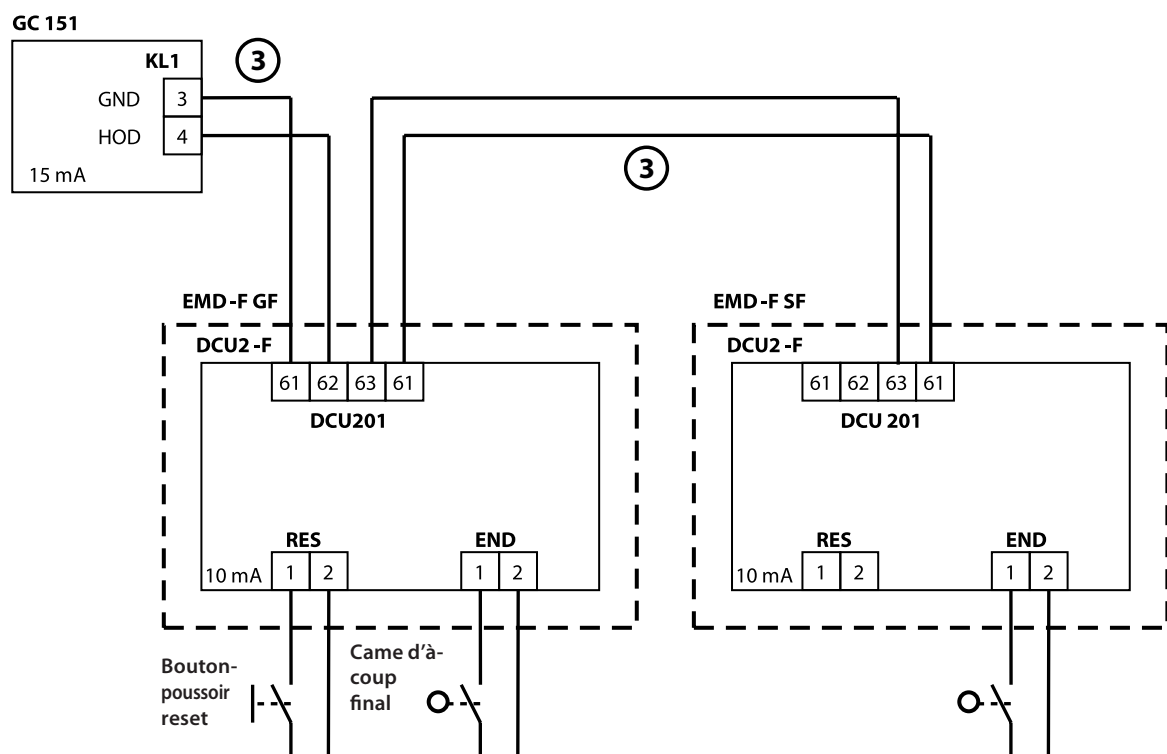 GC 151
KL1
3
GND 3
HOD 4
15 mA
3
EMD -F GF
EMD -F SF
DCU2 -F
DCU2 -F
61 62 63 61
61 62 63 61
DCU201
DCU 201
RES
END
RES
END
10 mA 1 2
1 2
10 mA 1 2
1 2
Bouton-
poussoir
reset
Came d'à-
coup
final